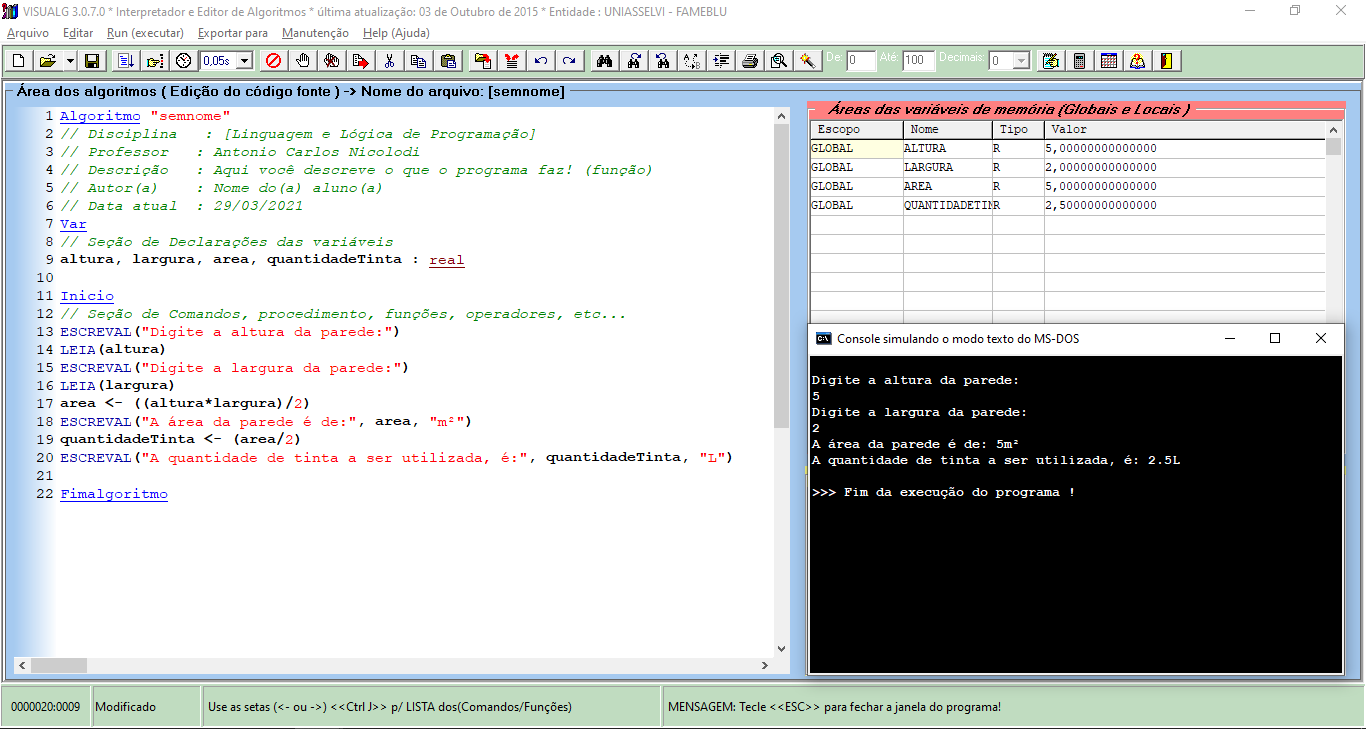 VISUALG 3.0.7.0 * Interpretador e Editor de Algoritmos * última atualização: 03 de Outubro de 2015 * Entidade : UNIASSELVI - FAMEBLU
Arquivo Editar Run (executar) Exportar para Manutenção Help (Ajuda)
0,05s De: 0 Até: 100 Decimais: 0
Área dos algoritmos ( Edição do código fonte ) -> Nome do arquivo: [semnome]
1 Algoritmo "semnome"
2 // Disciplina : [Linguagem e Lógica de Programação]
3 // Professor : Antonio Carlos Nicolodi
4 // Descrição : Aqui você descreve o que o programa faz! (função)
5 // Autor(a) : Nome do(a) aluno(a)
6 // Data atual : 29/03/2021
7 Var
8 // Seção de Declarações das variáveis
9 altura, largura, area, quantidadeTinta : real
10
11 Inicio
12 // Seção de Comandos, procedimento, funções, operadores, etc...
13 ESCREVAL("Digite a altura da parede:")
14 LEIA(altura)
15 ESCREVAL("Digite a largura da parede:")
16 LEIA(largura)
17 area <- ((altura*largura)/2)
18 ESCREVAL("A área da parede é de:", area, "m²")
19 quantidadeTinta <- (area/2)
20 ESCREVAL("A quantidade de tinta a ser utilizada, é:", quantidadeTinta, "L")
21
22 Fimalgoritmo
Áreas das variáveis de memória (Globais e Locais )
Escopo Nome Tipo Valor
GLOBAL ALTURA R 5,00000000000000
GLOBAL LARGURA R 2,00000000000000
GLOBAL AREA R 5,00000000000000
GLOBAL QUANTIDADETIN R 2,50000000000000
Console simulando o modo texto do MS-DOS
Digite a altura da parede:
5
Digite a largura da parede:
2
A área da parede é de: 5m²
A quantidade de tinta a ser utilizada, é: 2.5L
>>> Fim da execução do programa !
0000020:0009 Modificado Use as setas (<- ou ->) <<Ctrl J>> p/ LISTA dos(Comandos/Funções) MENSAGEM: Tecle <<ESC>> para fechar a janela do programa!